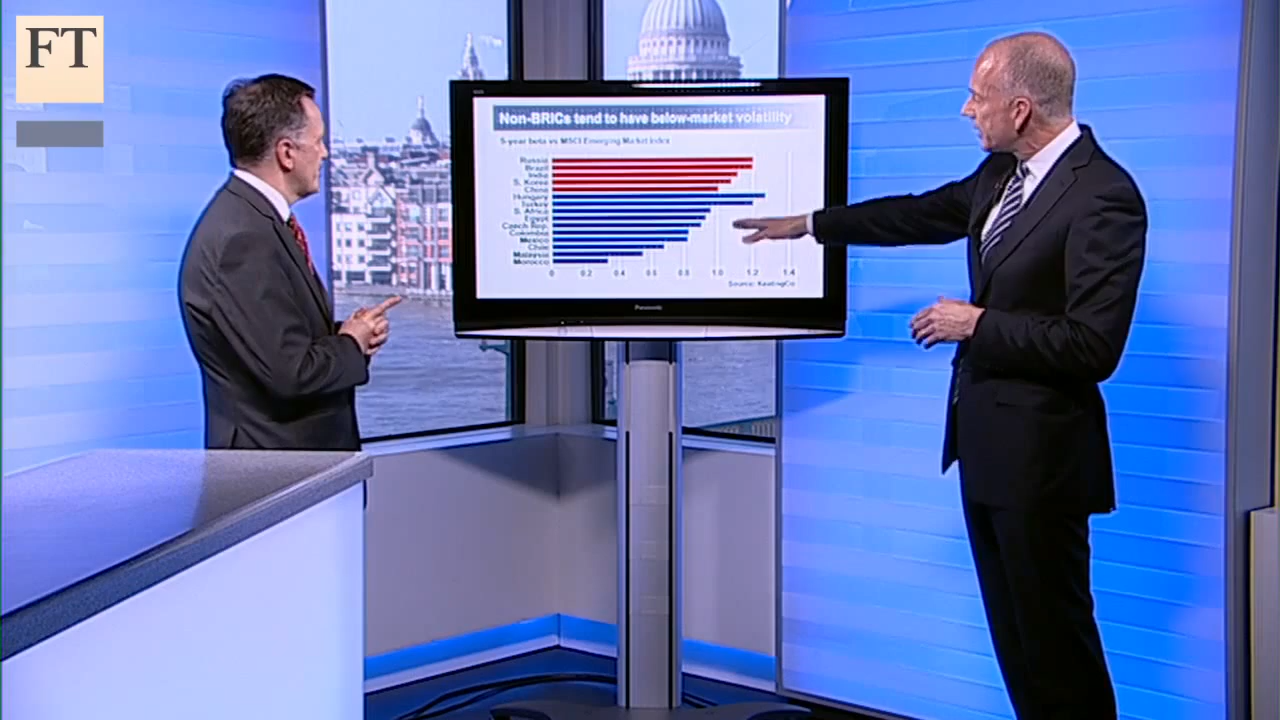 FT
Non-BRICs tend to have below-market volatility
5-year beta vs MSCI Emerging Market Index
Russia
Brazil
India
S. Korea
China
Hungary
Turkey
S. Africa
Egypt
Czech Rep.
Colombia
Mexico
Chile
Malaysia
Morocco
0 0.2 0.4 0.6 0.8 1.0 1.2 1.4
Source: KeatingCo
Panasonic